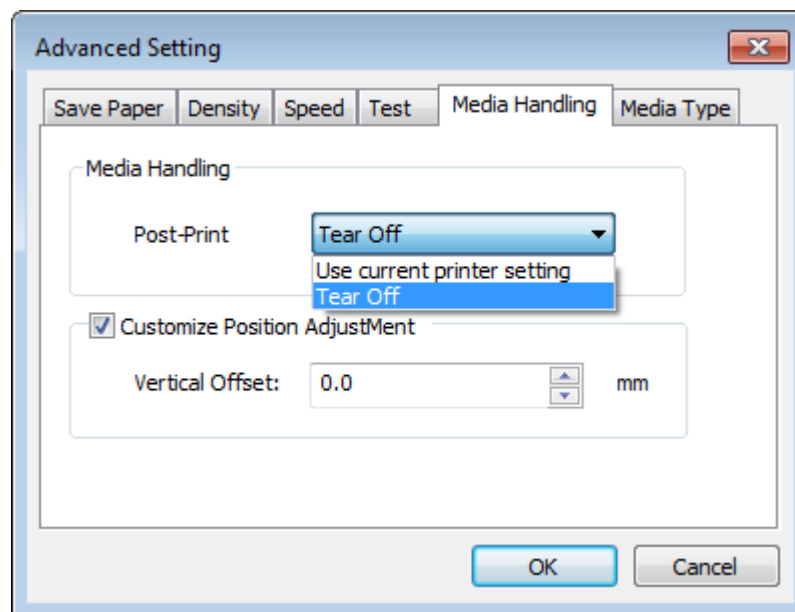 Advanced Setting
Save Paper Density Speed Test Media Handling Media Type
Media Handling
Post-Print Tear Off
Use current printer setting
Tear Off
Customize Position AdjustMent
Vertical Offset: 0.0 mm
OK Cancel